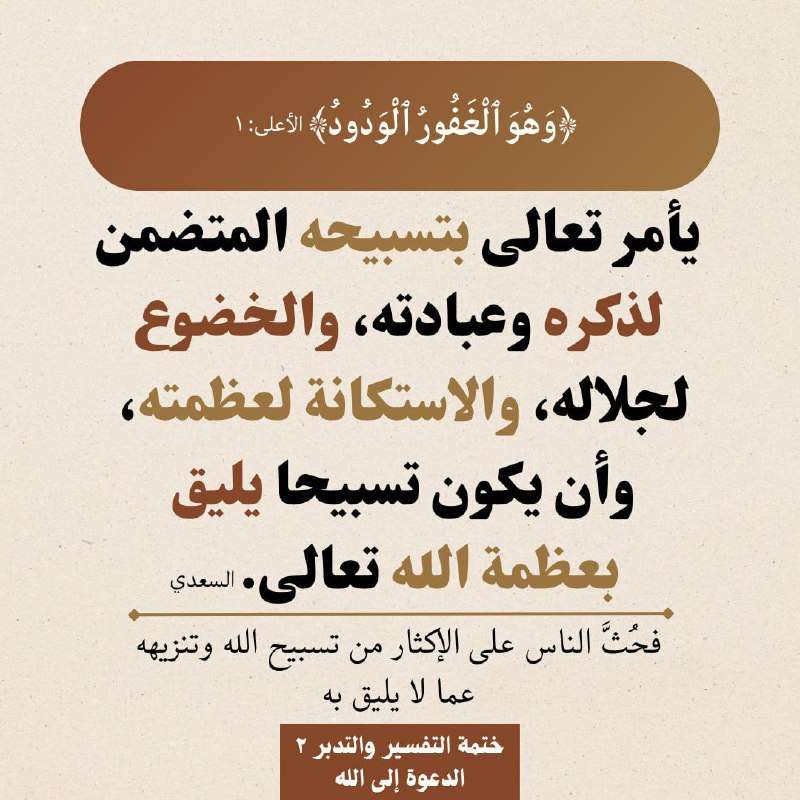 ﴿وَهُوَ ٱلْغَفُورُ ٱلْوَدُودُ﴾ الأعلى: ١
يأمر تعالى بتسبيحه المتضمن
لذكره وعبادته، والخضوع
لجلاله، والاستكانة لعظمته،
وأن يكون تسبيحا يليق
بعظمة الله تعالى. السعدي
فحُثَّ الناس على الإكثار من تسبيح الله وتنزيهه
عما لا يليق به
ختمة التفسير والتدبر ٢
الدعوة إلى الله